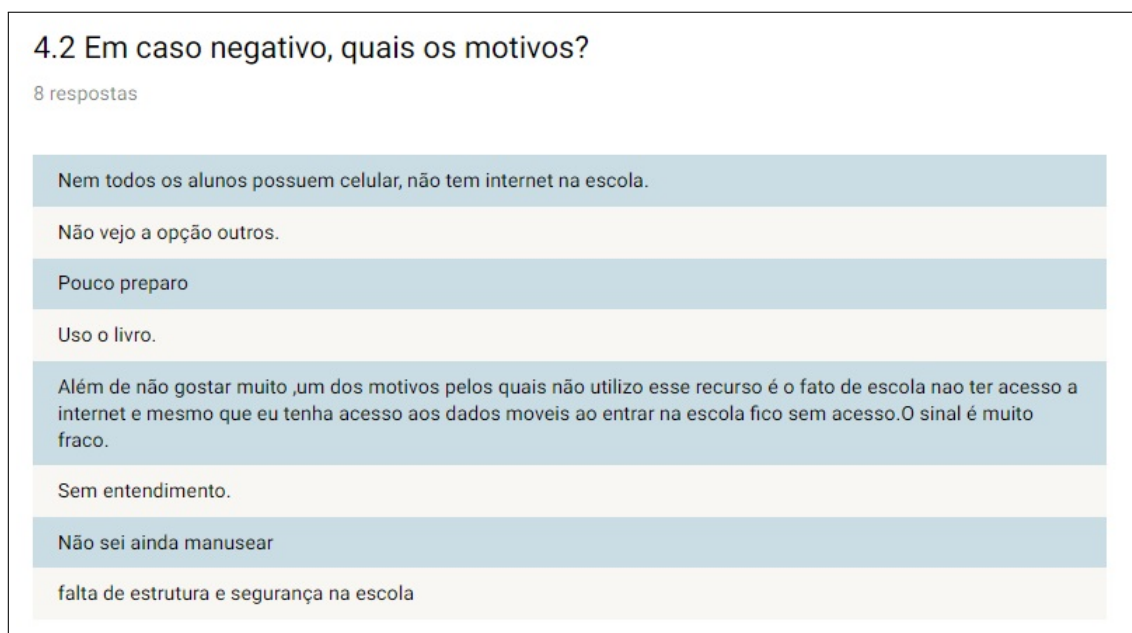 4.2 Em caso negativo, quais os motivos?
8 respostas
Nem todos os alunos possuem celular, não tem internet na escola.
Não vejo a opção outros.
Pouco preparo
Uso o livro.
Além de não gostar muito ,um dos motivos pelos quais não utilizo esse recurso é o fato de escola nao ter acesso a
internet e mesmo que eu tenha acesso aos dados moveis ao entrar na escola fico sem acesso.O sinal é muito
fraco.
Sem entendimento.
Não sei ainda manusear
falta de estrutura e segurança na escola